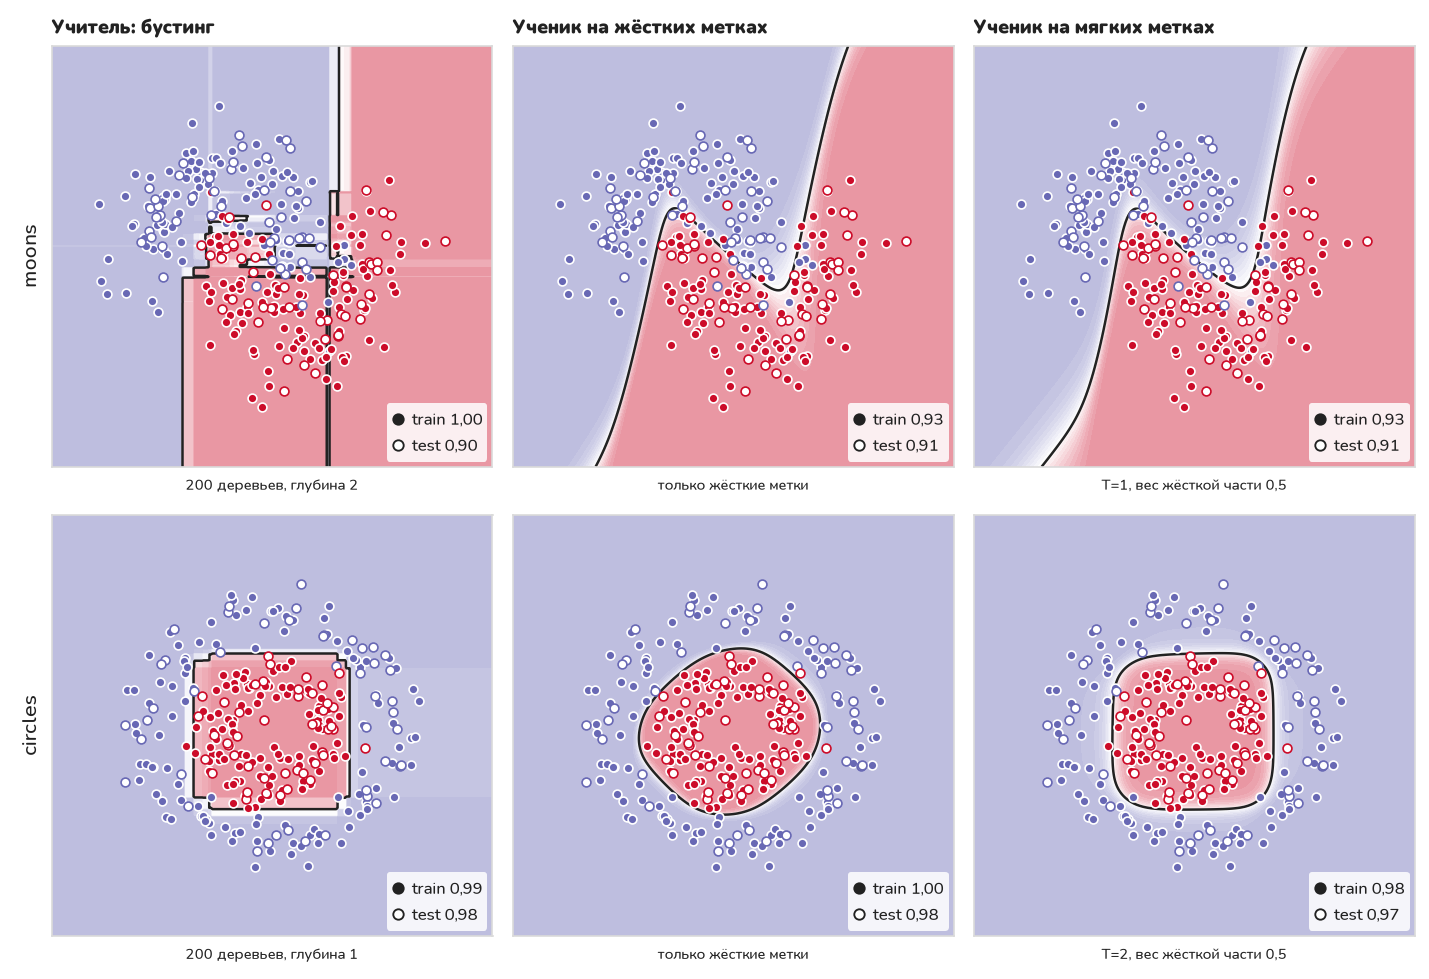 Учитель: бустинг
Ученик на жёстких метках
Ученик на мягких метках
moons
train 1,00
test 0,90
train 0,93
test 0,91
train 0,93
test 0,91
200 деревьев, глубина 2
только жёсткие метки
T=1, вес жёсткой части 0,5
circles
train 0,99
test 0,98
train 1,00
test 0,98
train 0,98
test 0,97
200 деревьев, глубина 1
только жёсткие метки
T=2, вес жёсткой части 0,5